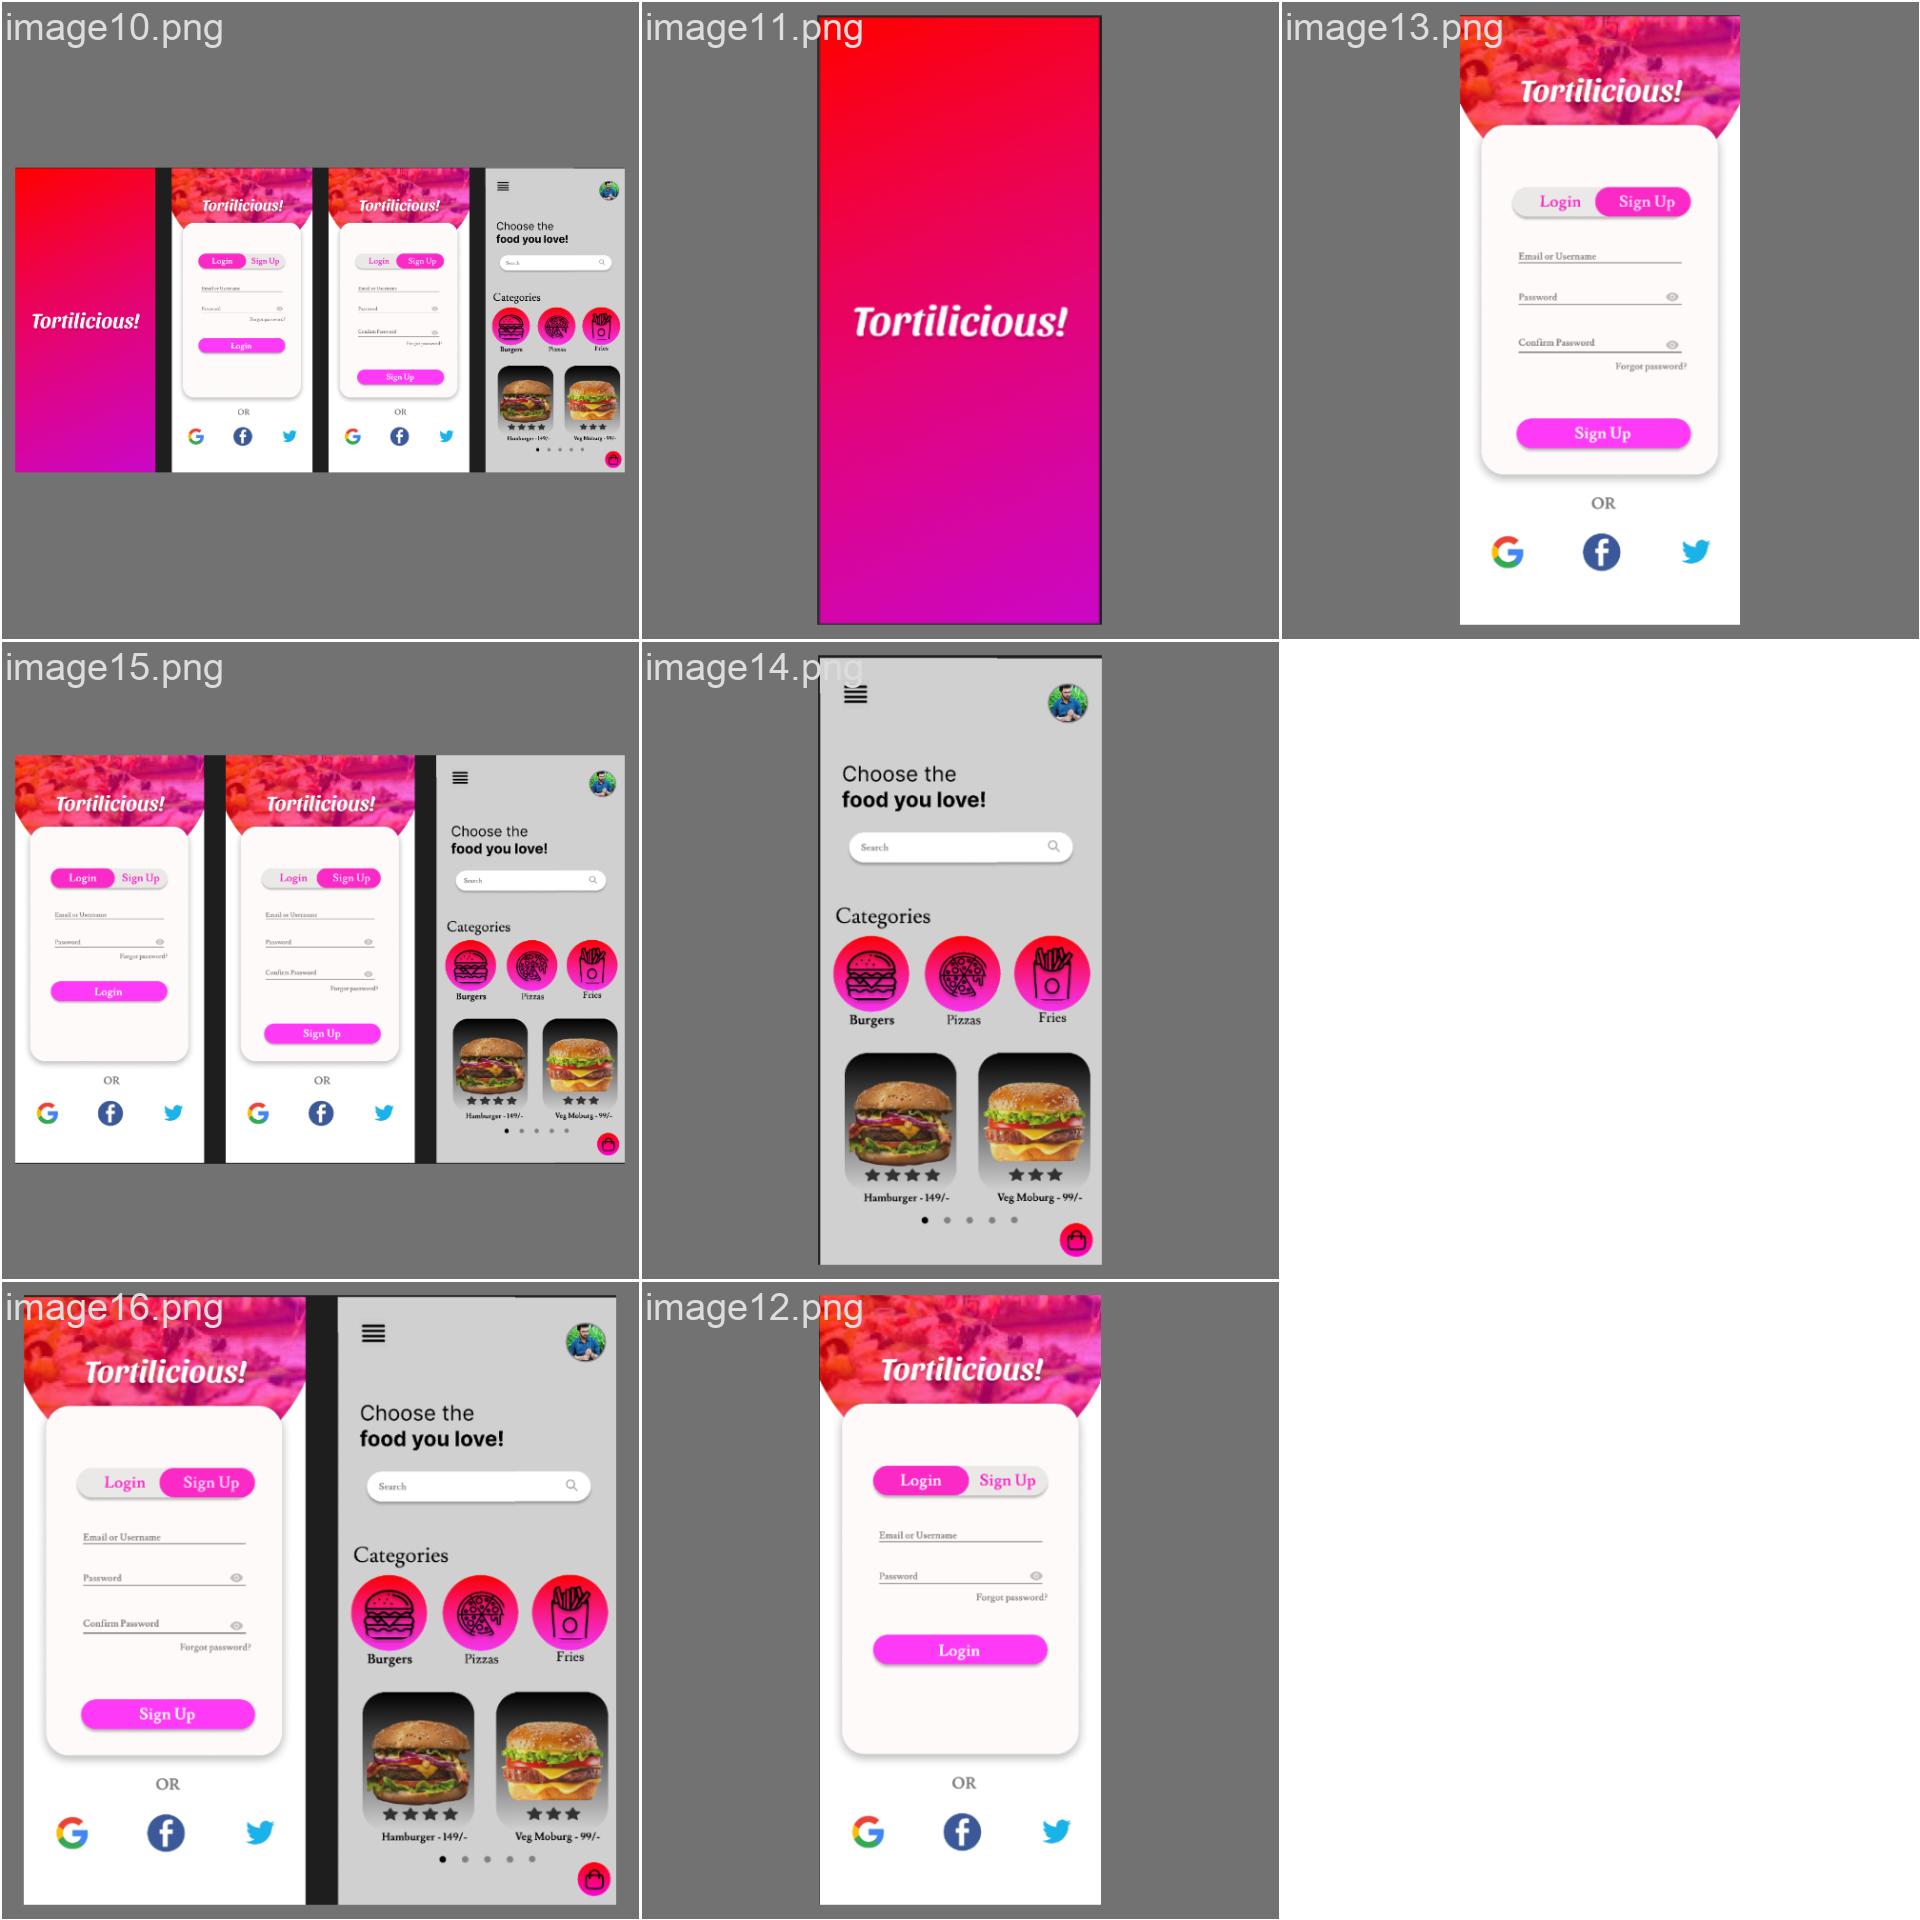 image10.png
Tortilicious!
Tortilicious!
Login Sign Up
Email or Username
Password
Forgot password?
Login
OR
Tortilicious!
Login Sign Up
Email or Username
Password
Confirm Password
Forgot password?
Sign Up
OR
Choose the
food you love!
Search
Categories
Burgers Pizzas Fries
Hamburger - 149/- Veg Moburg - 99/-
image11.png
Tortilicious!
image13.png
Tortilicious!
Login Sign Up
Email or Username
Password
Confirm Password
Forgot password?
Sign Up
OR
image15.png
Tortilicious!
Login Sign Up
Email or Username
Password
Forgot password?
Login
OR
Tortilicious!
Login Sign Up
Email or Username
Password
Confirm Password
Forgot password?
Sign Up
OR
Choose the
food you love!
Search
Categories
Burgers Pizzas Fries
Hamburger - 149/- Veg Moburg - 99/-
image14.png
Choose the
food you love!
Search
Categories
Burgers Pizzas Fries
Hamburger - 149/- Veg Moburg - 99/-
image16.png
Tortilicious!
Login Sign Up
Email or Username
Password
Confirm Password
Forgot password?
Sign Up
OR
Choose the
food you love!
Search
Categories
Burgers Pizzas Fries
Hamburger - 149/- Veg Moburg - 99/-
image12.png
Tortilicious!
Login Sign Up
Email or Username
Password
Forgot password?
Login
OR